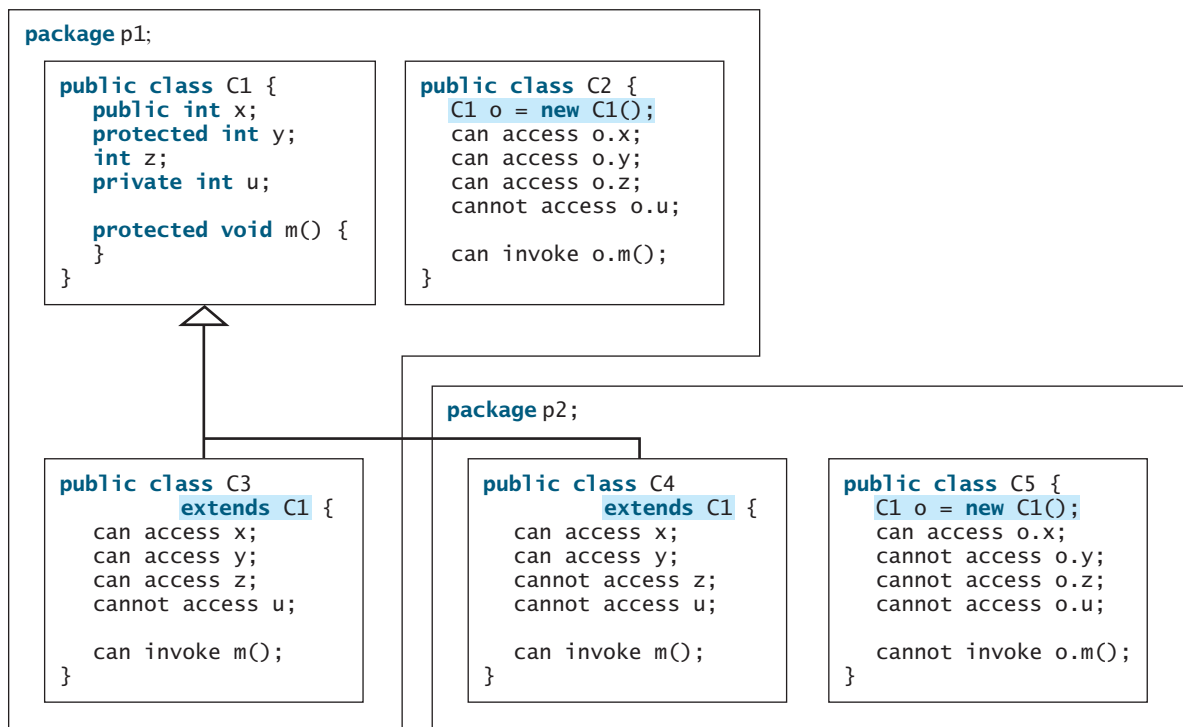 package p1;
public class C1 {
public int x;
protected int y;
int z;
private int u;
protected void m() {
}
}
public class C2 {
C1 o = new C1();
can access o.x;
can access o.y;
can access o.z;
cannot access o.u;
can invoke o.m();
}
public class C3
extends C1 {
can access x;
can access y;
can access z;
cannot access u;
can invoke m();
}
package p2;
public class C4
extends C1 {
can access x;
can access y;
cannot access z;
cannot access u;
can invoke m();
}
public class C5 {
C1 o = new C1();
can access o.x;
cannot access o.y;
cannot access o.z;
cannot access o.u;
cannot invoke o.m();
}